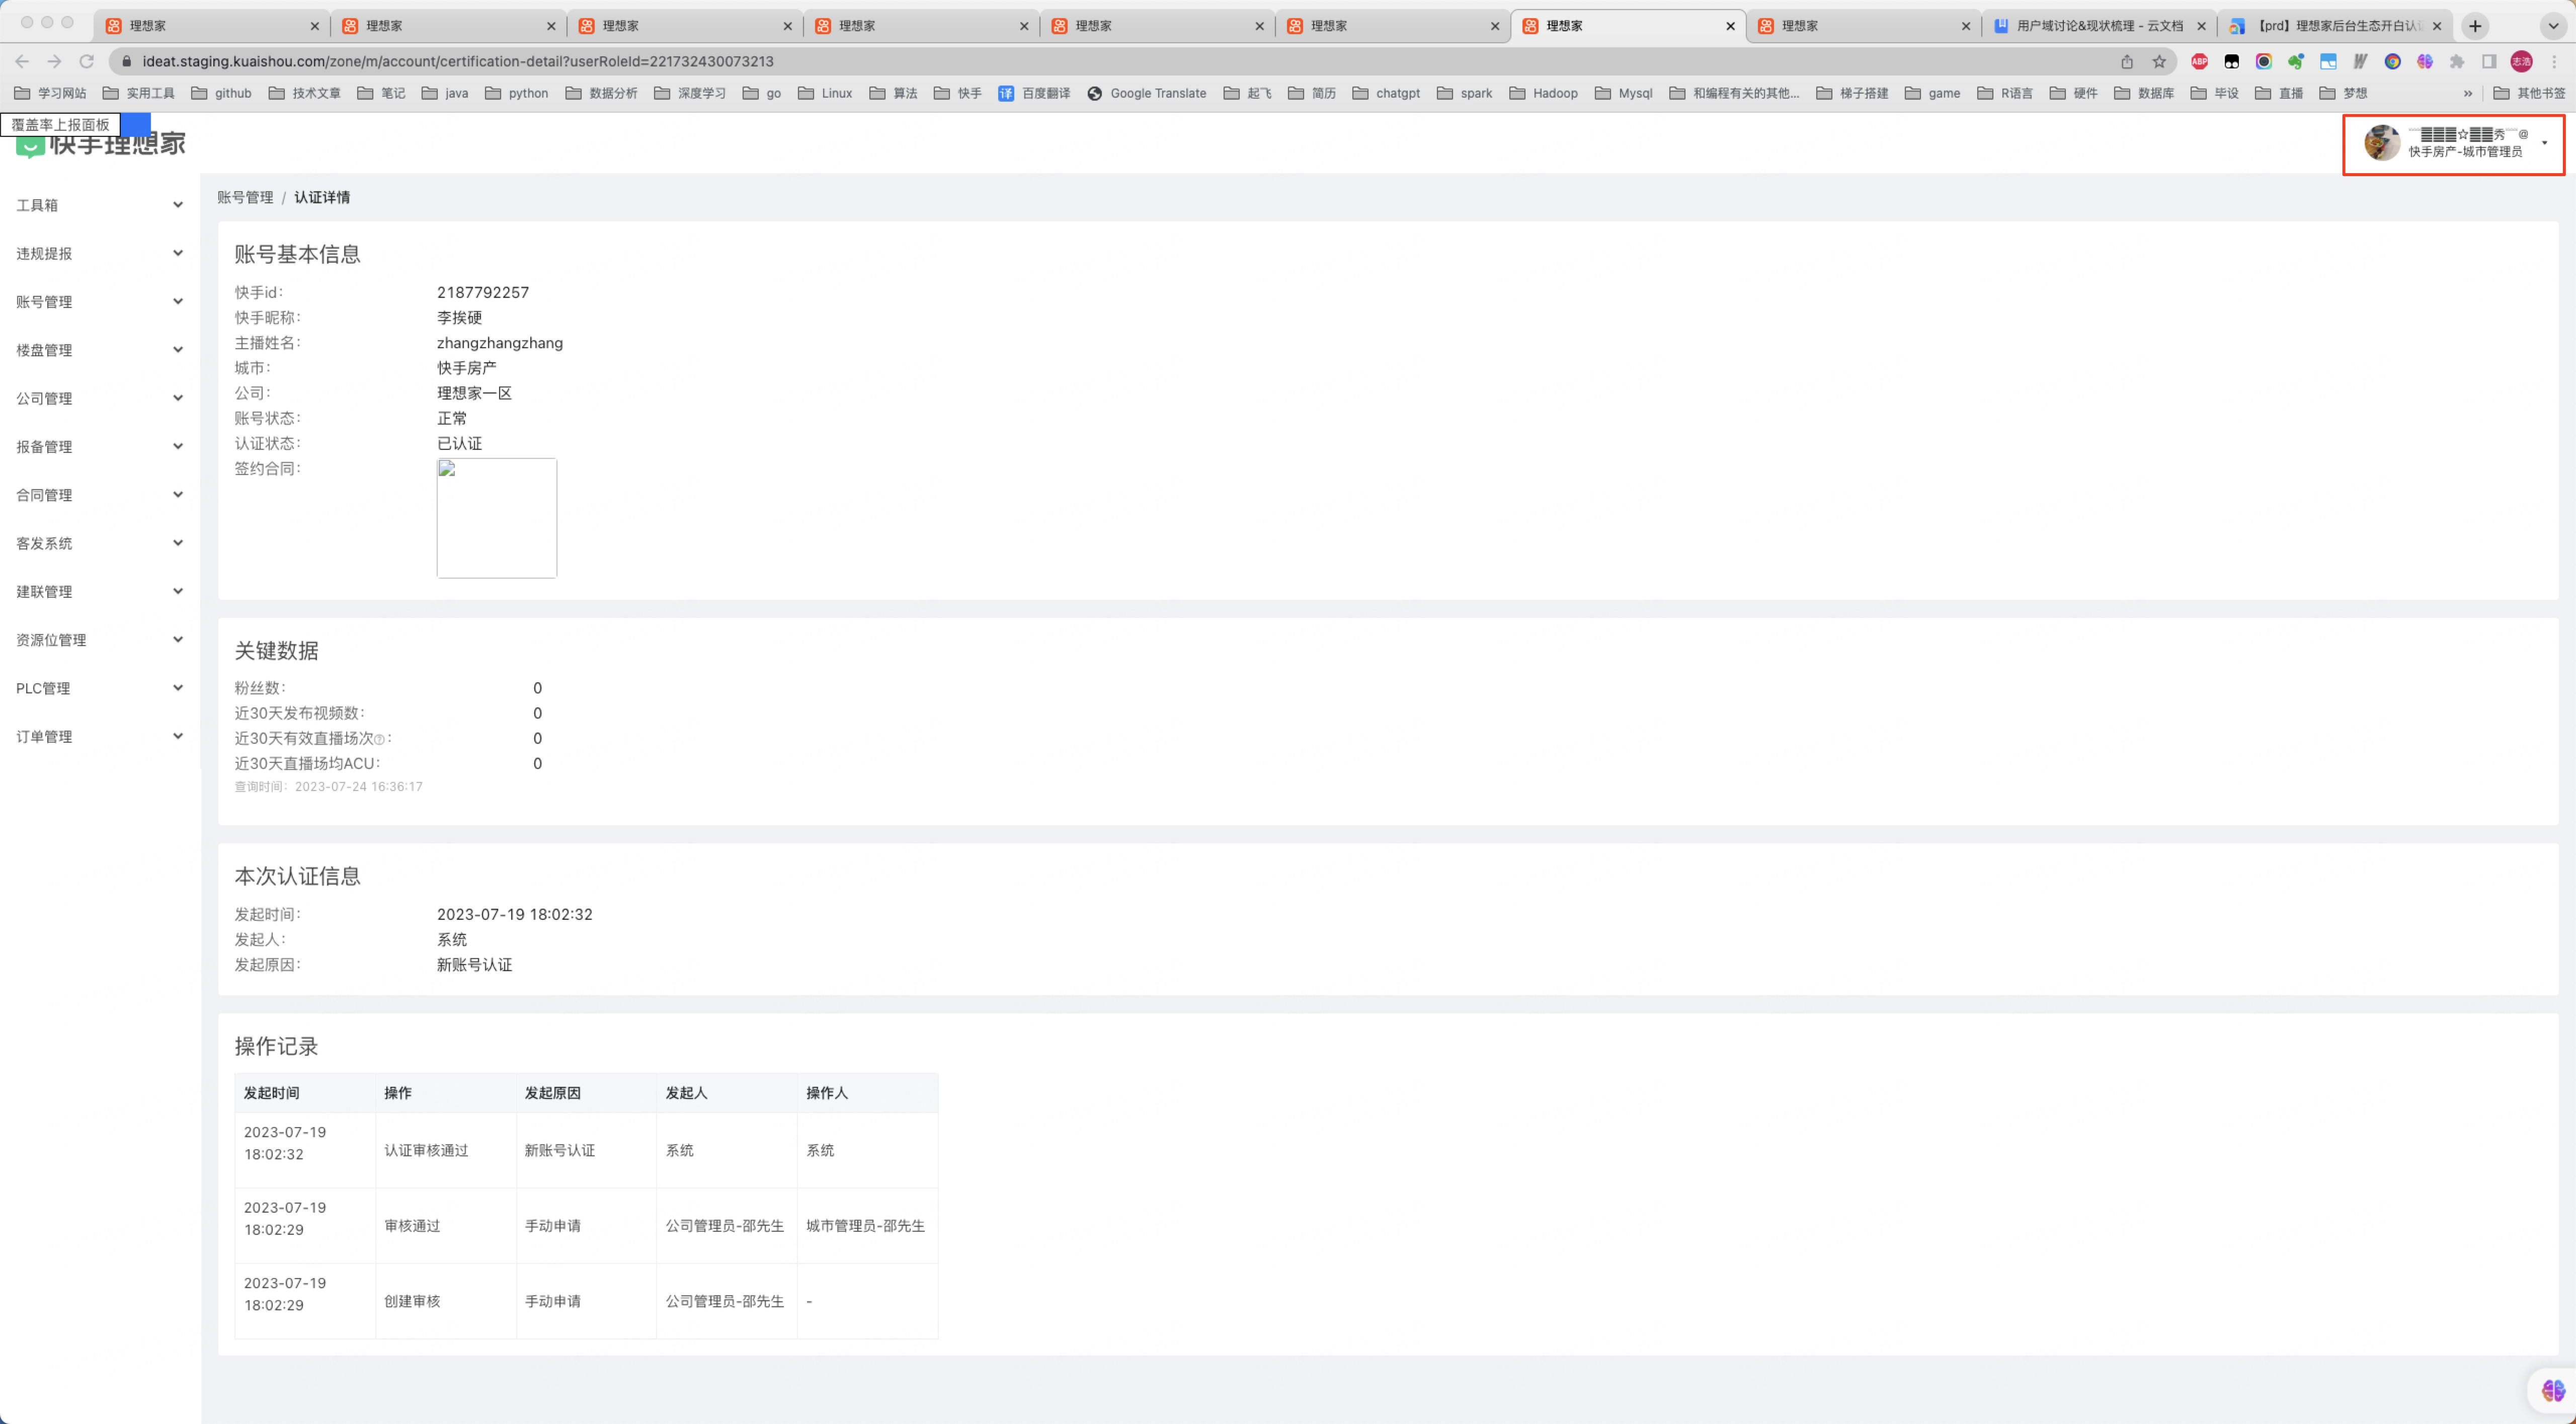 理想家
理想家
理想家
理想家
理想家
理想家
理想家
理想家
用户域讨论&现状梳理 - 云文档
【prd】理想家后台生态开白认
ideat.staging.kuaishou.com/zone/m/account/certification-detail?userRoleId=221732430073213
ABP
志浩
学习网站 实用工具 github 技术文章 笔记 java python 数据分析 深度学习 go Linux 算法 快手 译 百度翻译 Google Translate 起飞 简历 chatgpt spark Hadoop Mysql 和编程有关的其他... 梯子搭建 game R语言 硬件 数据库 毕设 直播 梦想 » 其他书签
覆盖率上报面板
快手理想家
☆ 秀 @
快手房产-城市管理员
工具箱
违规提报
账号管理
楼盘管理
公司管理
报备管理
合同管理
客发系统
建联管理
资源位管理
PLC管理
订单管理
账号管理 / 认证详情
账号基本信息
快手id: 2187792257
快手昵称: 李挨硬
主播姓名: zhangzhangzhang
城市: 快手房产
公司: 理想家一区
账号状态: 正常
认证状态: 已认证
签约合同:
关键数据
粉丝数: 0
近30天发布视频数: 0
近30天有效直播场次?: 0
近30天直播场均ACU: 0
查询时间: 2023-07-24 16:36:17
本次认证信息
发起时间: 2023-07-19 18:02:32
发起人: 系统
发起原因: 新账号认证
操作记录
发起时间 操作 发起原因 发起人 操作人
2023-07-19
18:02:32 认证审核通过 新账号认证 系统 系统
2023-07-19
18:02:29 审核通过 手动申请 公司管理员-邵先生 城市管理员-邵先生
2023-07-19
18:02:29 创建审核 手动申请 公司管理员-邵先生 -